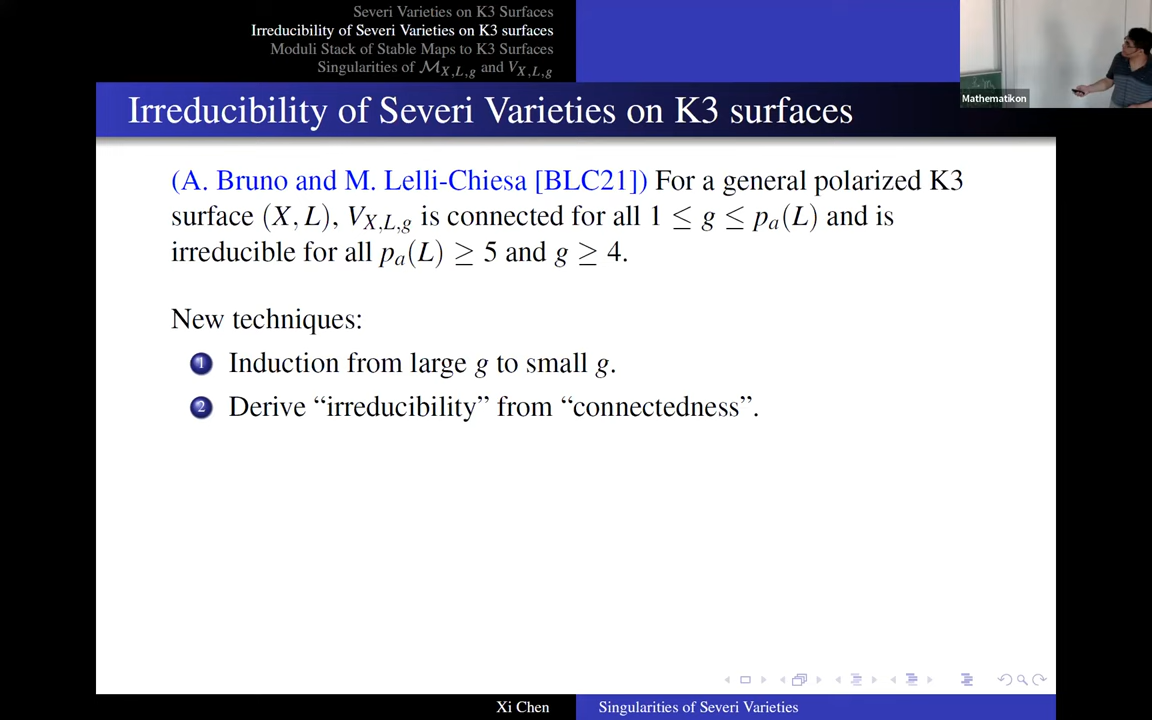 Severi Varieties on K3 Surfaces
Irreducibility of Severi Varieties on K3 surfaces
Moduli Stack of Stable Maps to K3 Surfaces
Singularities of $\mathcal{M}_{X,L,g}$ and $V_{X,L,g}$
Mathematikon
Irreducibility of Severi Varieties on K3 surfaces
(A. Bruno and M. Lelli-Chiesa [BLC21]) For a general polarized K3
surface $(X, L)$, $V_{X,L,g}$ is connected for all $1 \leq g \leq p_a(L)$ and is
irreducible for all $p_a(L) \geq 5$ and $g \geq 4$.
New techniques:
1 Induction from large $g$ to small $g$.
2 Derive “irreducibility” from “connectedness”.
Xi Chen
Singularities of Severi Varieties